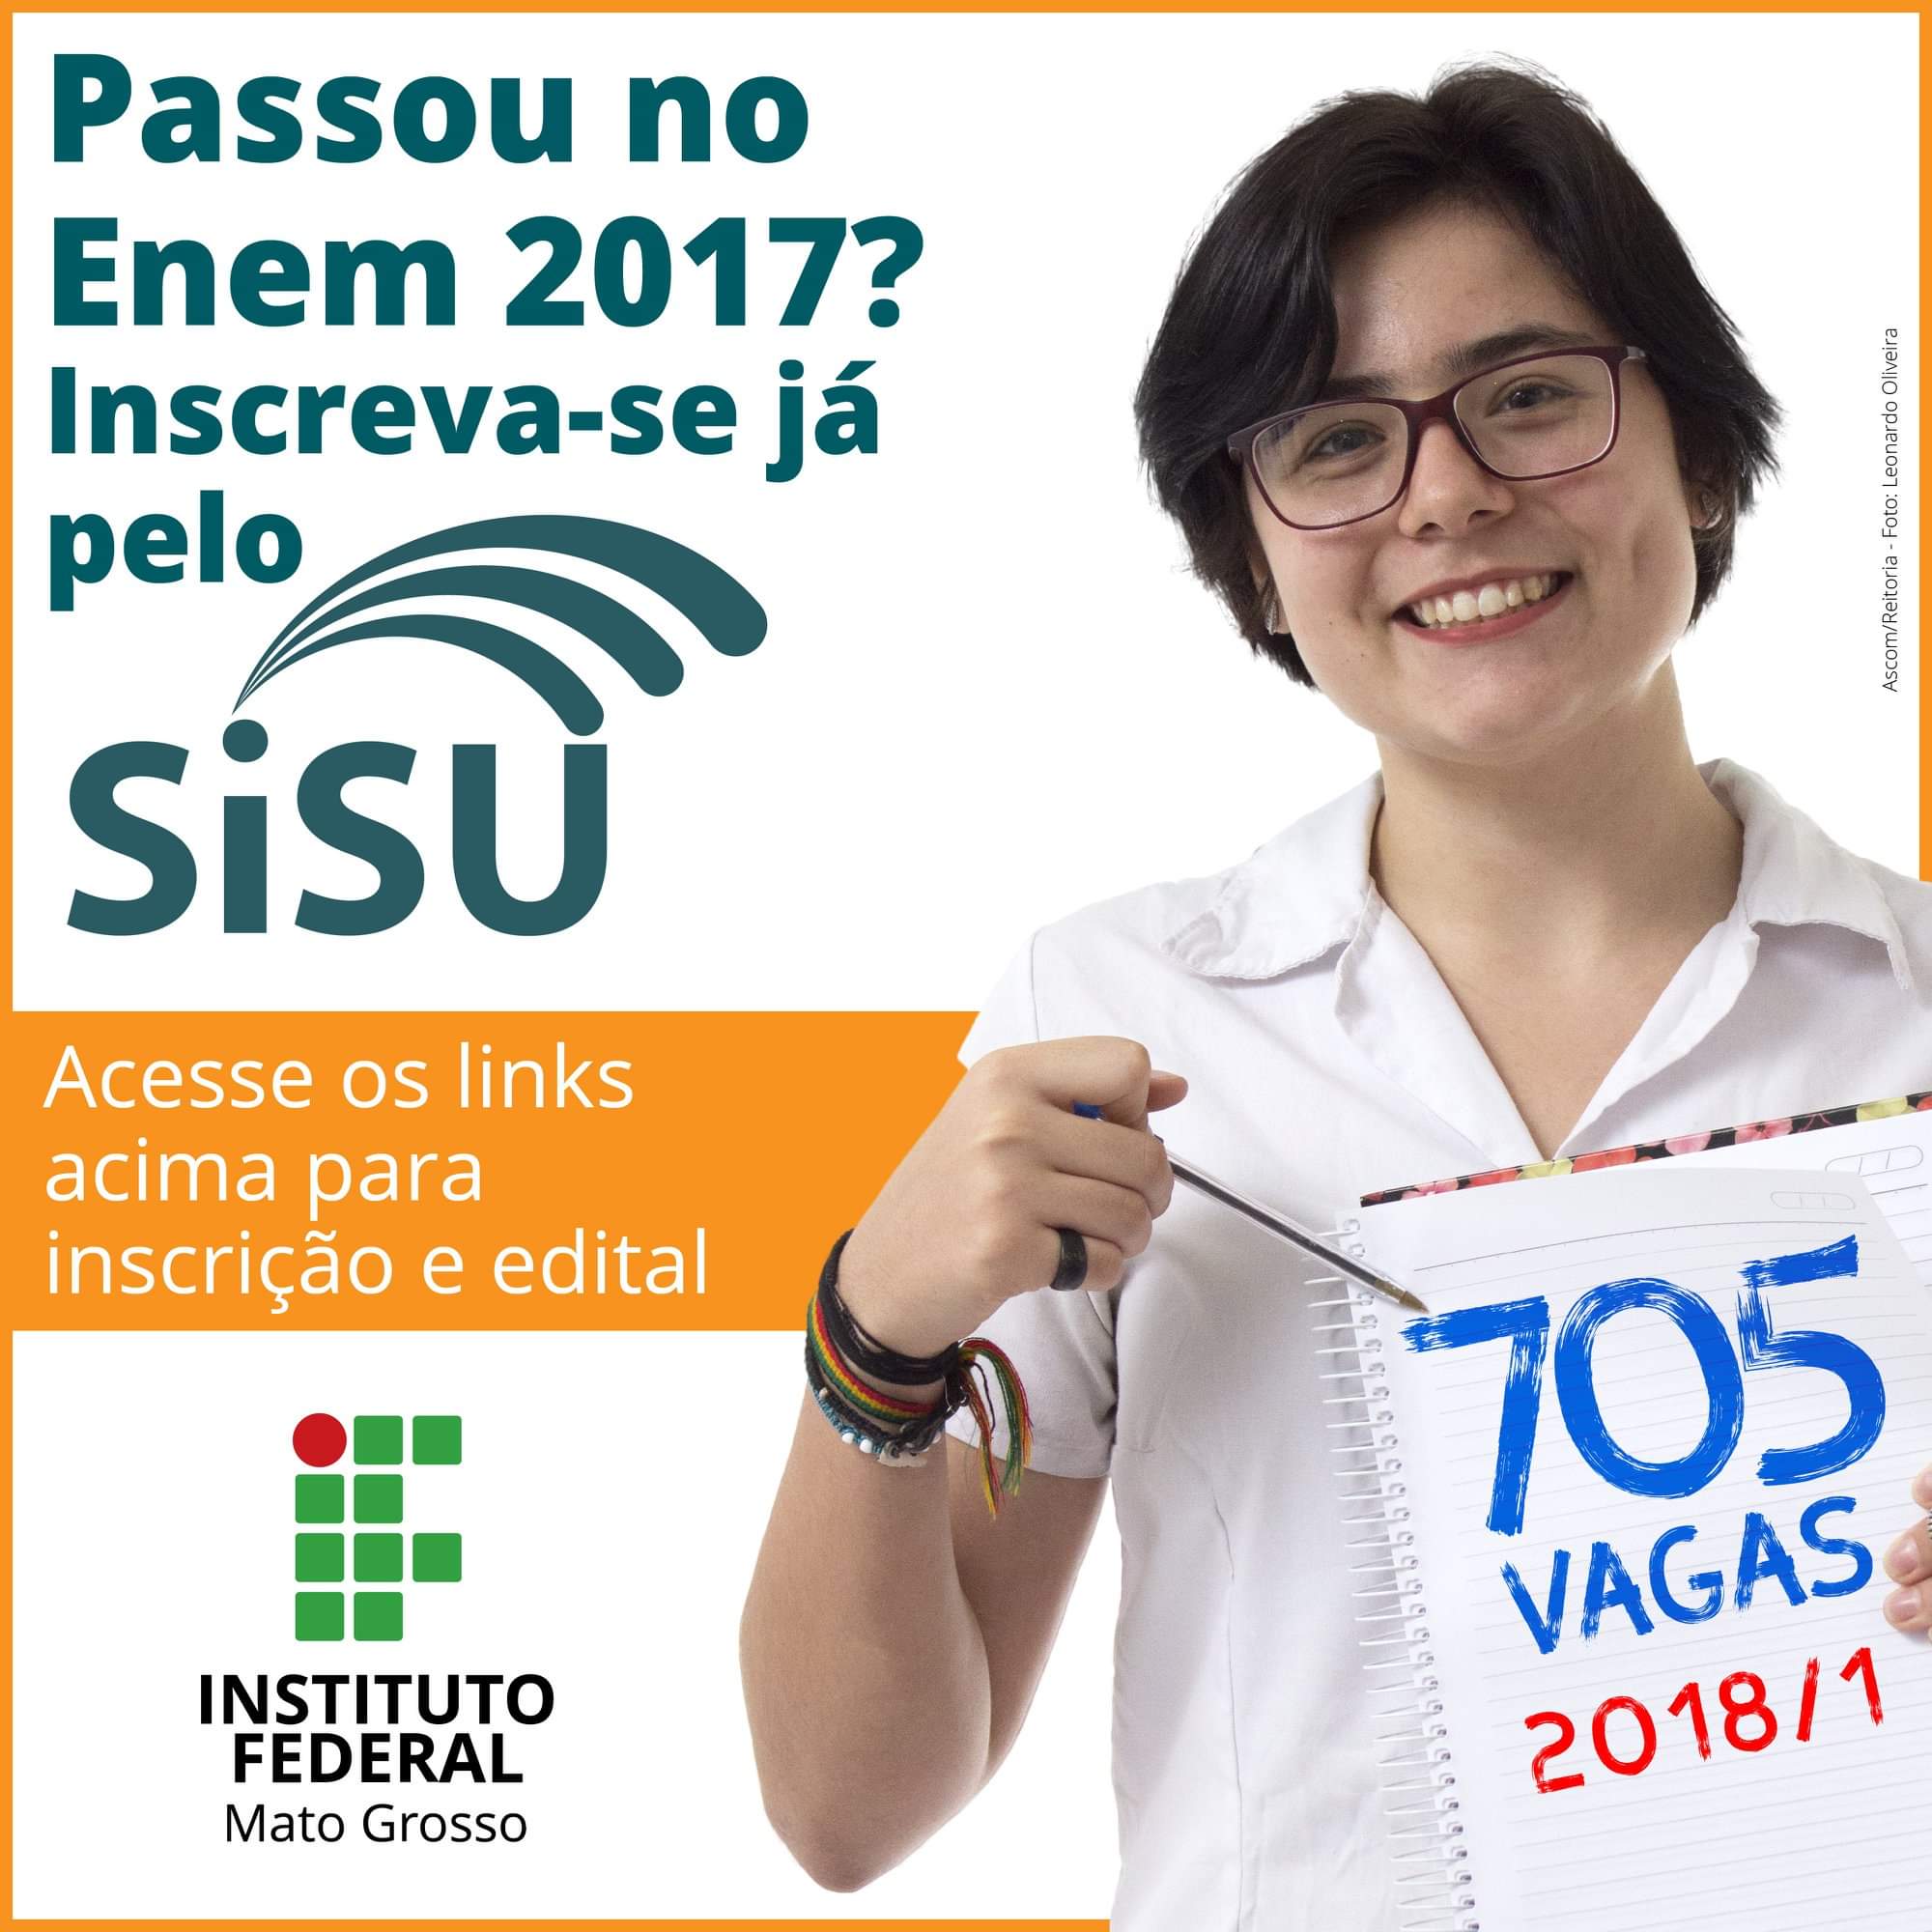 Passou no
Enem 2017?
Inscreva-se já
pelo
SiSU
Acesse os links
acima para
inscrição e edital
INSTITUTO
FEDERAL
Mato Grosso
705
VAGAS
2018/1
Ascom/Reitoria - Foto: Leonardo Oliveira